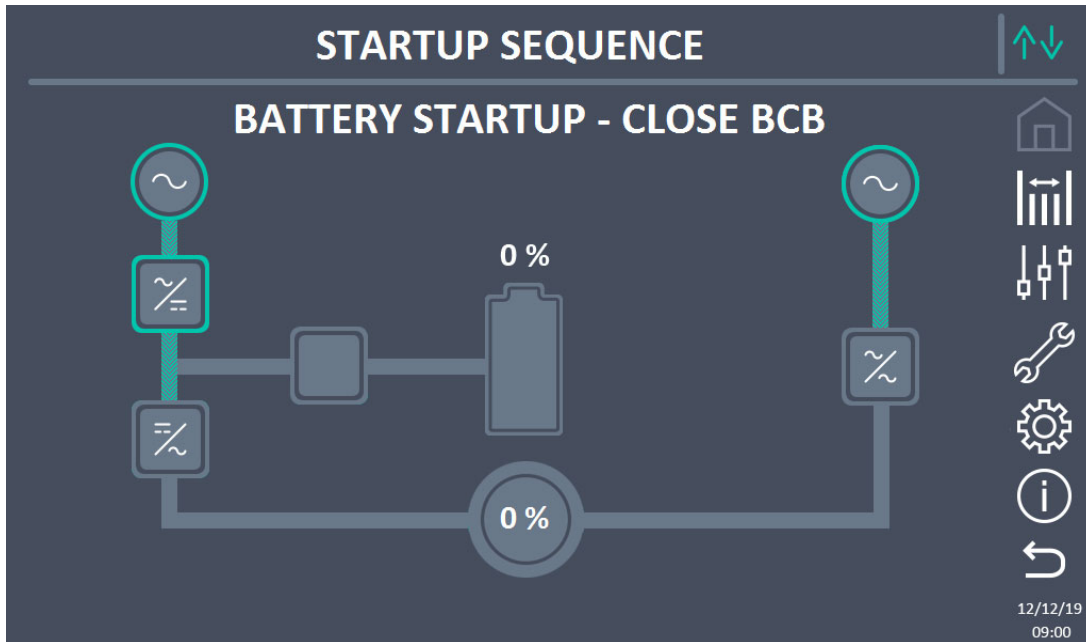 STARTUP SEQUENCE
BATTERY STARTUP - CLOSE BCB
0 %
0 %
12/12/19
09:00